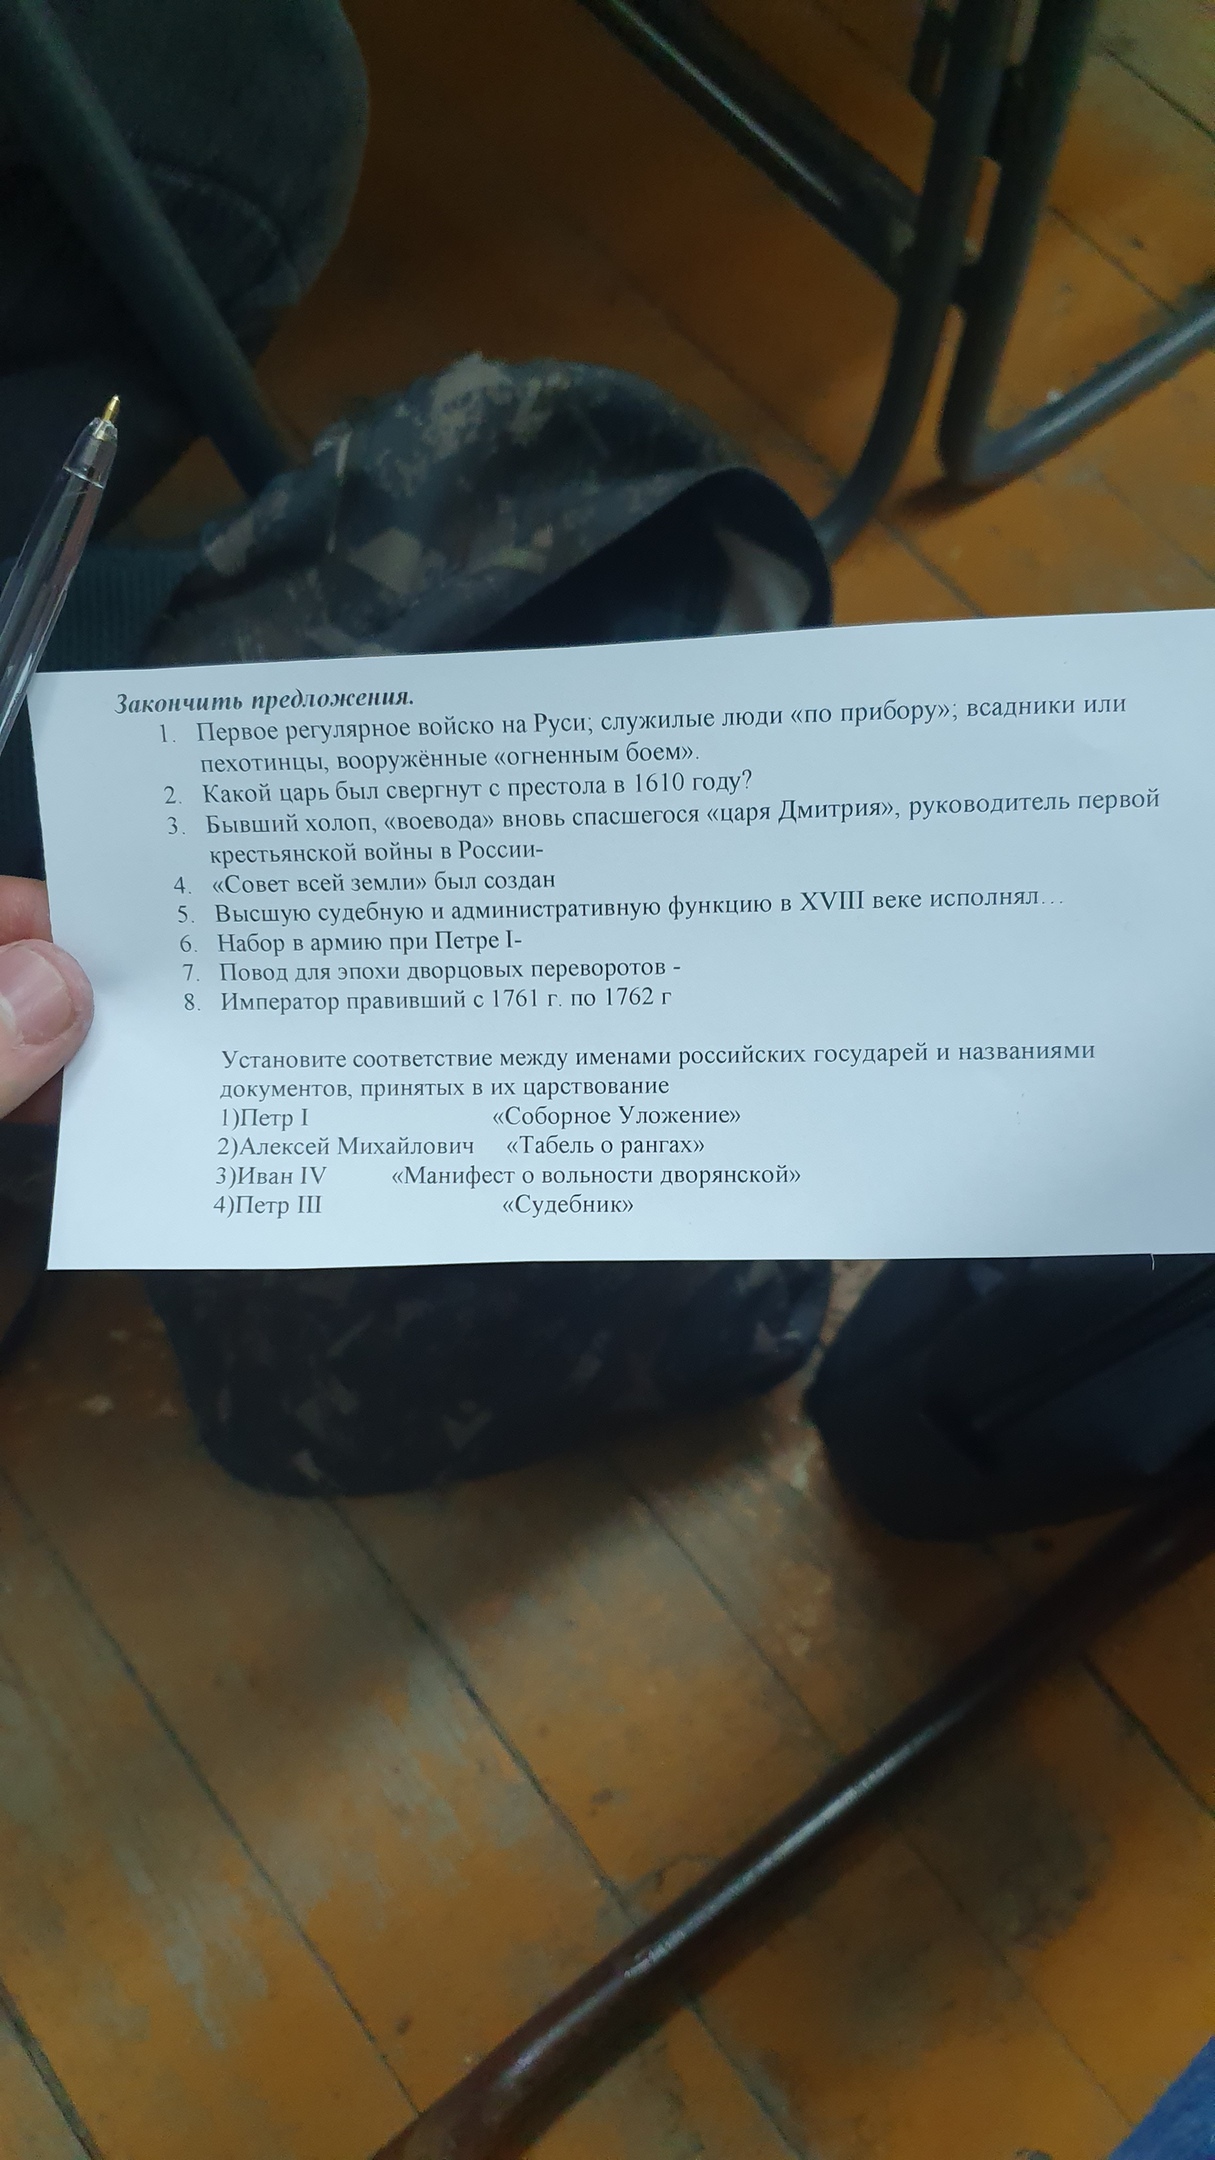 Закончить предложения.
1. Первое регулярное войско на Руси; служилые люди «по прибору»; всадники или
пехотинцы, вооружённые «огненным боем».
2. Какой царь был свергнут с престола в 1610 году?
3. Бывший холоп, «воевода» вновь спасшегося «царя Дмитрия», руководитель первой
крестьянской войны в России-
4. «Совет всей земли» был создан
5. Высшую судебную и административную функцию в XVIII веке исполнял…
6. Набор в армию при Петре I-
7. Повод для эпохи дворцовых переворотов -
8. Император правивший с 1761 г. по 1762 г
Установите соответствие между именами российских государей и названиями
документов, принятых в их царствование
1)Петр I «Соборное Уложение»
2)Алексей Михайлович «Табель о рангах»
3)Иван IV «Манифест о вольности дворянской»
4)Петр III «Судебник»